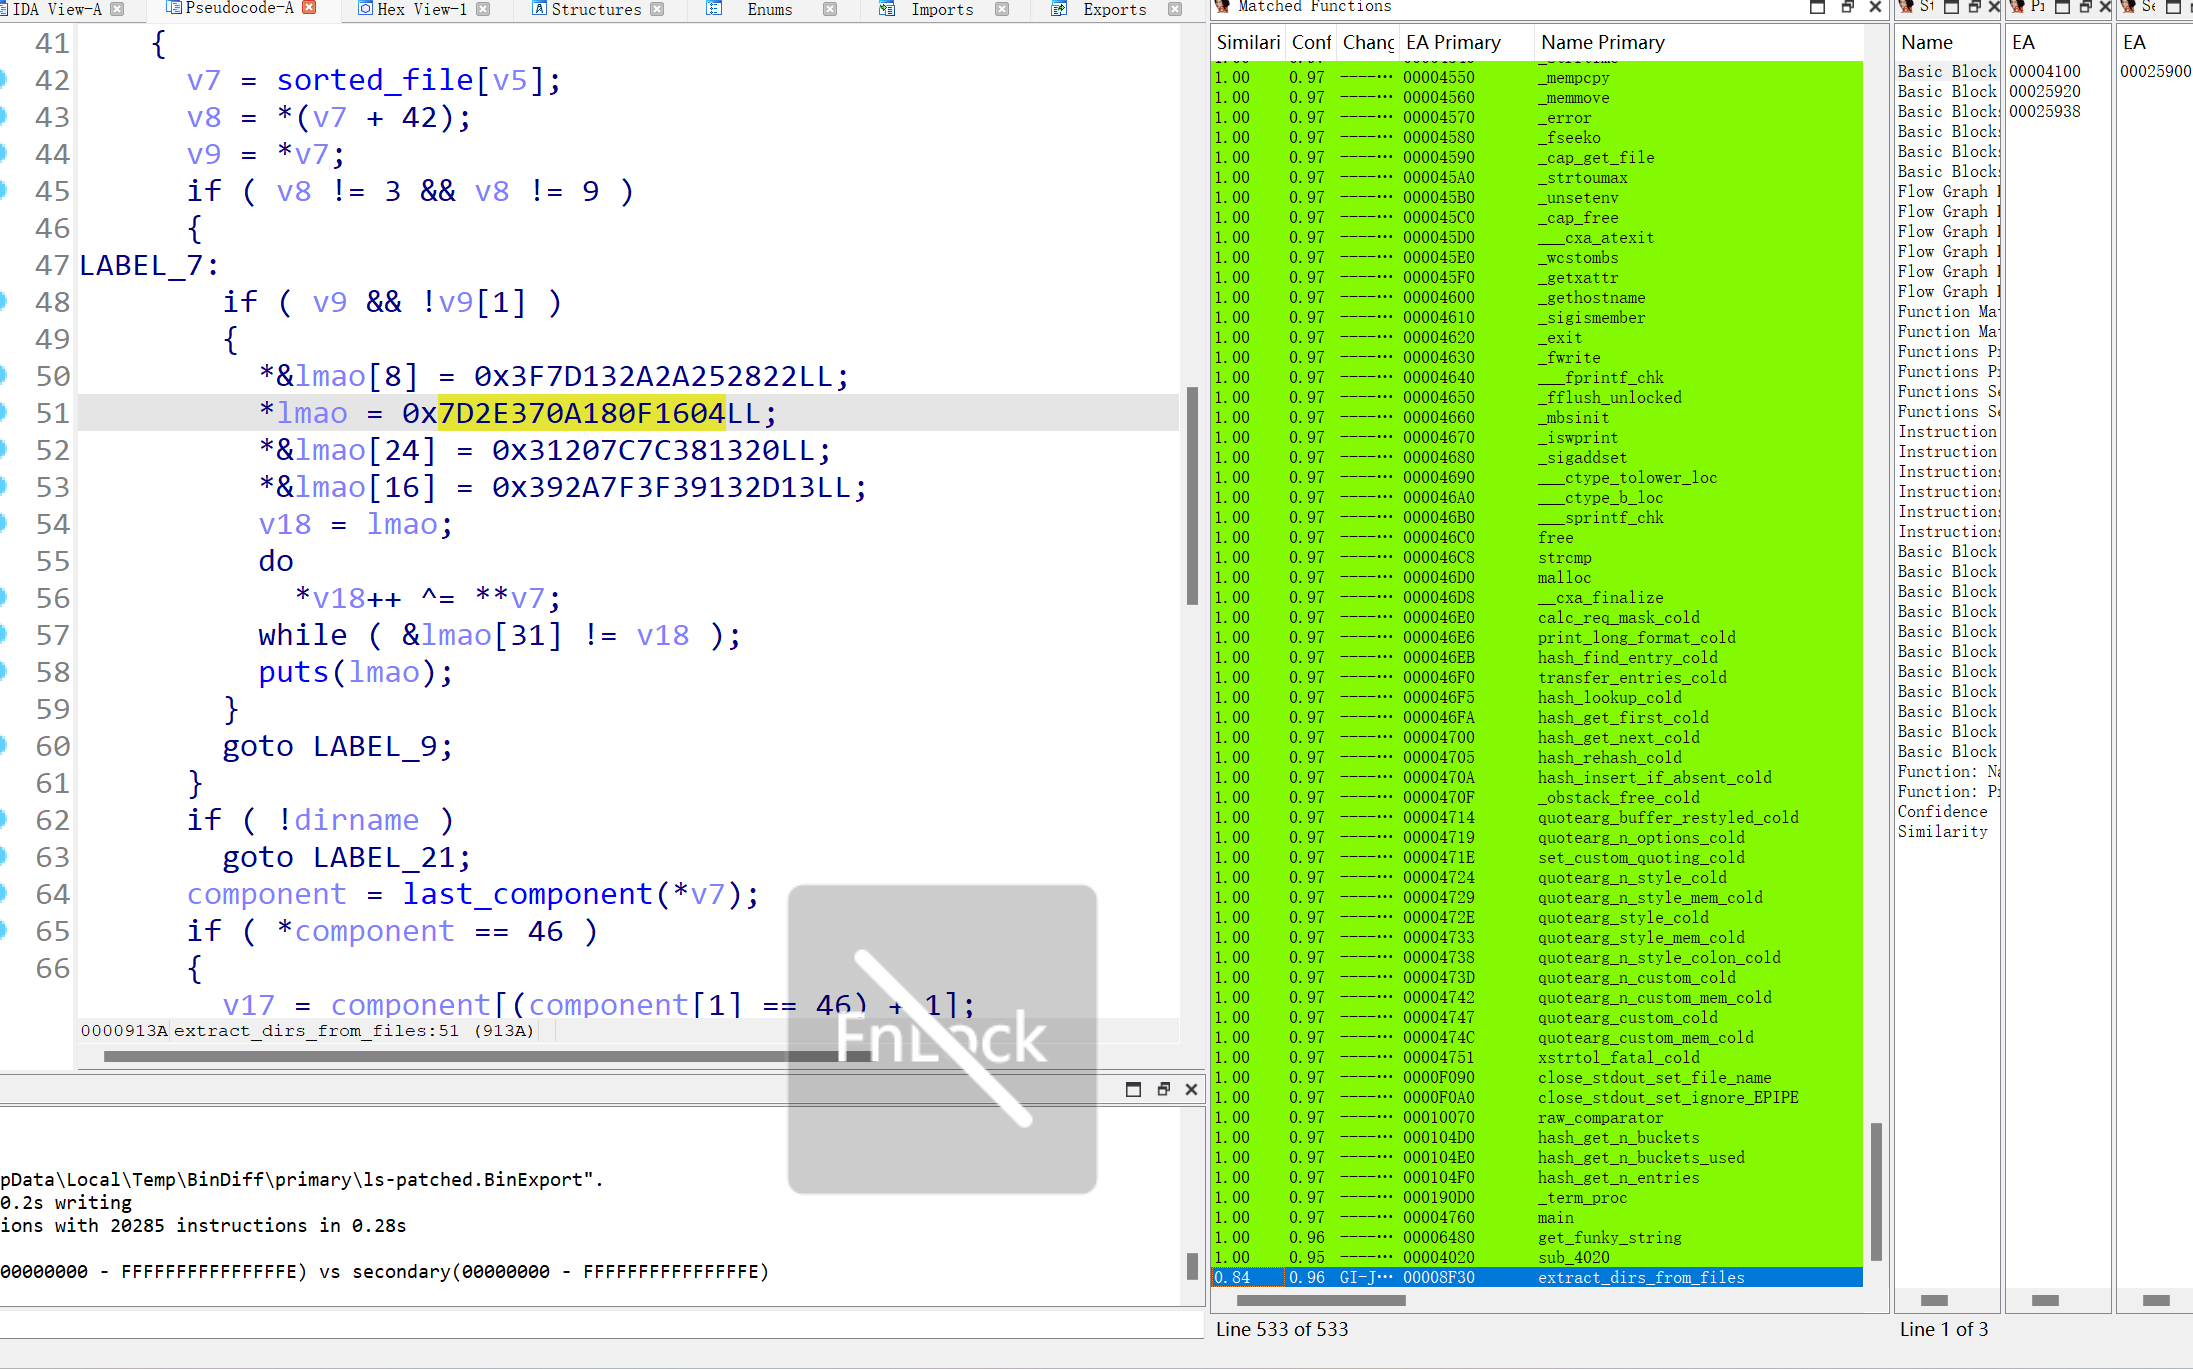 IDA View-A
Pseudocode-A
Hex View-1
Structures
Enums
Imports
Exports
41 {
42 v7 = sorted_file[v5];
43 v8 = *(v7 + 42);
44 v9 = *v7;
45 if ( v8 != 3 && v8 != 9 )
46 {
47 LABEL_7:
48 if ( v9 && !v9[1] )
49 {
50 *&lmao[8] = 0x3F7D132A2A252822LL;
51 *lmao = 0x7D2E370A180F1604LL;
52 *&lmao[24] = 0x31207C7C381320LL;
53 *&lmao[16] = 0x392A7F3F39132D13LL;
54 v18 = lmao;
55 do
56 *v18++ ^= **v7;
57 while ( &lmao[31] != v18 );
58 puts(lmao);
59 }
60 goto LABEL_9;
61 }
62 if ( !dirname )
63 goto LABEL_21;
64 component = last_component(*v7);
65 if ( *component == 46 )
66 {
v17 = component[(component[1] == 46) + 1];
0000913A extract_dirs_from_files:51 (913A)
FnLock
pData\Local\Temp\BinDiff\primary\ls-patched.BinExport".
0.2s writing
ions with 20285 instructions in 0.28s
00000000 - FFFFFFFFFFFFFFFE) vs secondary(00000000 - FFFFFFFFFFFFFFFE)
Matched Functions
Similari Conf Chang EA Primary Name Primary
1.00 0.97 ----··· 00004550 _mempcpy
1.00 0.97 ----··· 00004560 _memmove
1.00 0.97 ----··· 00004570 _error
1.00 0.97 ----··· 00004580 _fseeko
1.00 0.97 ----··· 00004590 _cap_get_file
1.00 0.97 ----··· 000045A0 _strtoumax
1.00 0.97 ----··· 000045B0 _unsetenv
1.00 0.97 ----··· 000045C0 _cap_free
1.00 0.97 ----··· 000045D0 ___cxa_atexit
1.00 0.97 ----··· 000045E0 _wcstombs
1.00 0.97 ----··· 000045F0 _getxattr
1.00 0.97 ----··· 00004600 _gethostname
1.00 0.97 ----··· 00004610 _sigismember
1.00 0.97 ----··· 00004620 _exit
1.00 0.97 ----··· 00004630 _fwrite
1.00 0.97 ----··· 00004640 ___fprintf_chk
1.00 0.97 ----··· 00004650 _fflush_unlocked
1.00 0.97 ----··· 00004660 _mbsinit
1.00 0.97 ----··· 00004670 _iswprint
1.00 0.97 ----··· 00004680 _sigaddset
1.00 0.97 ----··· 00004690 ___ctype_tolower_loc
1.00 0.97 ----··· 000046A0 ___ctype_b_loc
1.00 0.97 ----··· 000046B0 ___sprintf_chk
1.00 0.97 ----··· 000046C0 free
1.00 0.97 ----··· 000046C8 strcmp
1.00 0.97 ----··· 000046D0 malloc
1.00 0.97 ----··· 000046D8 __cxa_finalize
1.00 0.97 ----··· 000046E0 calc_req_mask_cold
1.00 0.97 ----··· 000046E6 print_long_format_cold
1.00 0.97 ----··· 000046EB hash_find_entry_cold
1.00 0.97 ----··· 000046F0 transfer_entries_cold
1.00 0.97 ----··· 000046F5 hash_lookup_cold
1.00 0.97 ----··· 000046FA hash_get_first_cold
1.00 0.97 ----··· 00004700 hash_get_next_cold
1.00 0.97 ----··· 00004705 hash_rehash_cold
1.00 0.97 ----··· 0000470A hash_insert_if_absent_cold
1.00 0.97 ----··· 0000470F _obstack_free_cold
1.00 0.97 ----··· 00004714 quotearg_buffer_restyled_cold
1.00 0.97 ----··· 00004719 quotearg_n_options_cold
1.00 0.97 ----··· 0000471E set_custom_quoting_cold
1.00 0.97 ----··· 00004724 quotearg_n_style_cold
1.00 0.97 ----··· 00004729 quotearg_n_style_mem_cold
1.00 0.97 ----··· 0000472E quotearg_style_cold
1.00 0.97 ----··· 00004733 quotearg_style_mem_cold
1.00 0.97 ----··· 00004738 quotearg_n_style_colon_cold
1.00 0.97 ----··· 0000473D quotearg_n_custom_cold
1.00 0.97 ----··· 00004742 quotearg_n_custom_mem_cold
1.00 0.97 ----··· 00004747 quotearg_custom_cold
1.00 0.97 ----··· 0000474C quotearg_custom_mem_cold
1.00 0.97 ----··· 00004751 xstrtol_fatal_cold
1.00 0.97 ----··· 0000F090 close_stdout_set_file_name
1.00 0.97 ----··· 0000F0A0 close_stdout_set_ignore_EPIPE
1.00 0.97 ----··· 00010070 raw_comparator
1.00 0.97 ----··· 000104D0 hash_get_n_buckets
1.00 0.97 ----··· 000104E0 hash_get_n_buckets_used
1.00 0.97 ----··· 000104F0 hash_get_n_entries
1.00 0.97 ----··· 000190D0 _term_proc
1.00 0.97 ----··· 00004760 main
1.00 0.96 ----··· 00006480 get_funky_string
1.00 0.95 ----··· 00004020 sub_4020
0.84 0.96 GI-J··· 00008F30 extract_dirs_from_files
Line 533 of 533
St
Name
Basic Block
Basic Block
Basic Blocks
Basic Blocks
Basic Blocks
Basic Blocks
Flow Graph
Flow Graph
Flow Graph
Flow Graph
Flow Graph
Flow Graph
Function Ma
Function Ma
Functions Pr
Functions Pr
Functions Se
Functions Se
Instruction
Instruction
Instructions
Instructions
Instructions
Instructions
Basic Block
Basic Block
Basic Block
Basic Block
Basic Block
Basic Block
Basic Block
Basic Block
Basic Block
Basic Block
Basic Block
Function: Na
Function: Pr
Confidence
Similarity
Line 1 of 3
Pr
EA
00004100
00025920
00025938
Se
EA
00025900